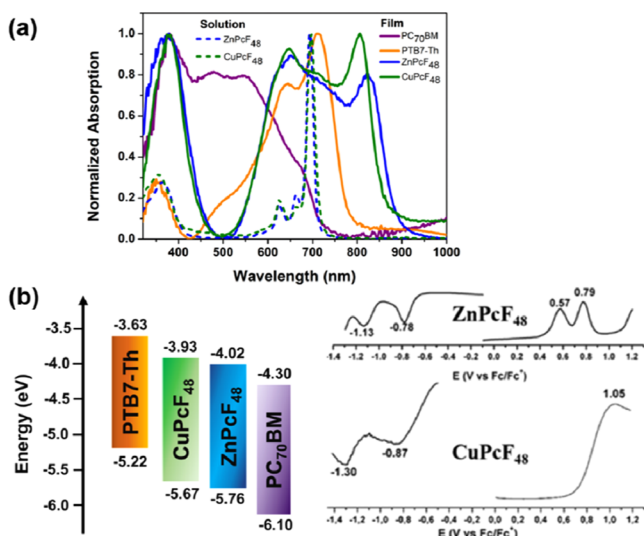 (a)
Normalized Absorption
1.0
0.8
0.6
0.4
0.2
0.0
Solution
ZnPcF₄₈
CuPcF₄₈
Film
PC₇₀BM
PTB7-Th
ZnPcF₄₈
CuPcF₄₈
400 500 600 700 800 900 1000
Wavelength (nm)
(b)
Energy (eV)
-3.5
-4.0
-4.5
-5.0
-5.5
-6.0
-3.63
PTB7-Th
-5.22
-3.93
CuPcF₄₈
-5.67
-4.02
ZnPcF₄₈
-5.76
-4.30
PC₇₀BM
-6.10
-1.13
-0.78
0.57
0.79
ZnPcF₄₈
-1.4 -1.2 -1.0 -0.8 -0.6 -0.4 -0.2 0.0 0.2 0.4 0.6 0.8 1.0 1.2
E (V vs Fc/Fc⁺)
-1.30
-0.87
1.05
CuPcF₄₈
-1.4 -1.2 -1.0 -0.8 -0.6 -0.4 -0.2 0.0 0.2 0.4 0.6 0.8 1.0 1.2
E (V vs Fc/Fc⁺)